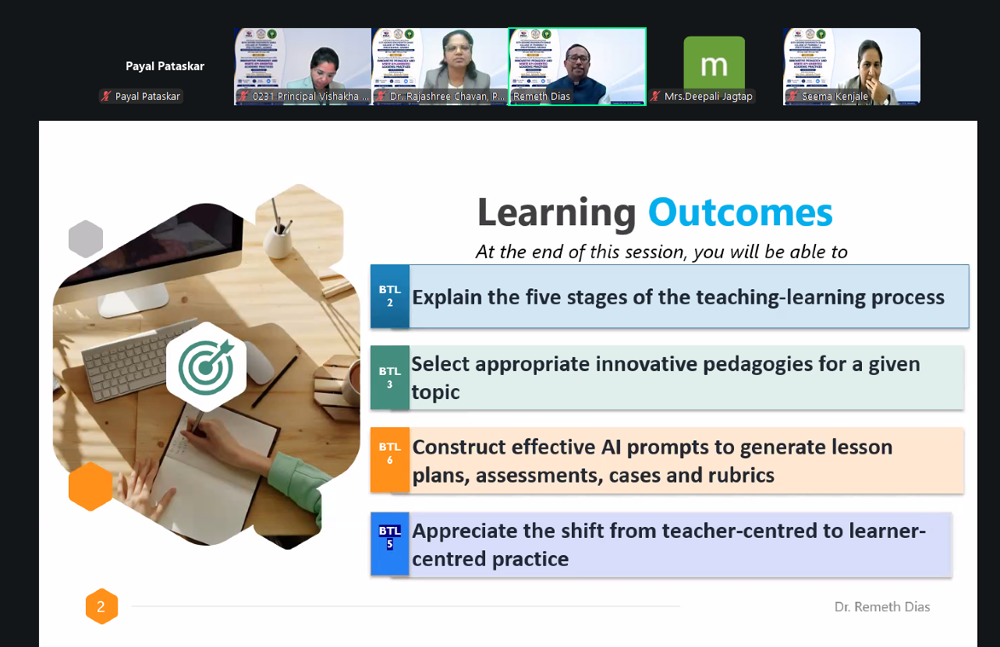 Payal Pataskar
Payal Pataskar
0231 Principal Vishakha ...
Dr. Rajashree Chavan, P...
Remeth Dias
m
Mrs.Deepali Jagtap
Seema Kenjale
Learning Outcomes
At the end of this session, you will be able to
BTL
2
Explain the five stages of the teaching-learning process
BTL
3
Select appropriate innovative pedagogies for a given
topic
BTL
6
Construct effective AI prompts to generate lesson
plans, assessments, cases and rubrics
BTL
5
Appreciate the shift from teacher-centred to learner-
centred practice
2
Dr. Remeth Dias